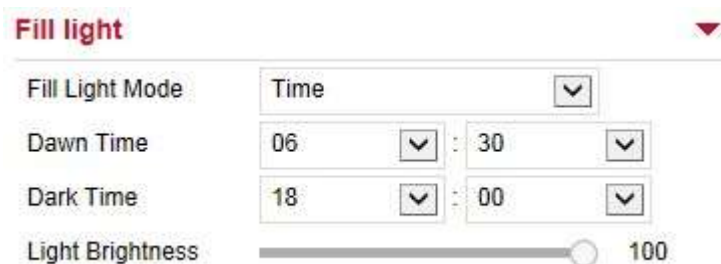 Fill light
Fill Light Mode Time
Dawn Time 06 : 30
Dark Time 18 : 00
Light Brightness 100